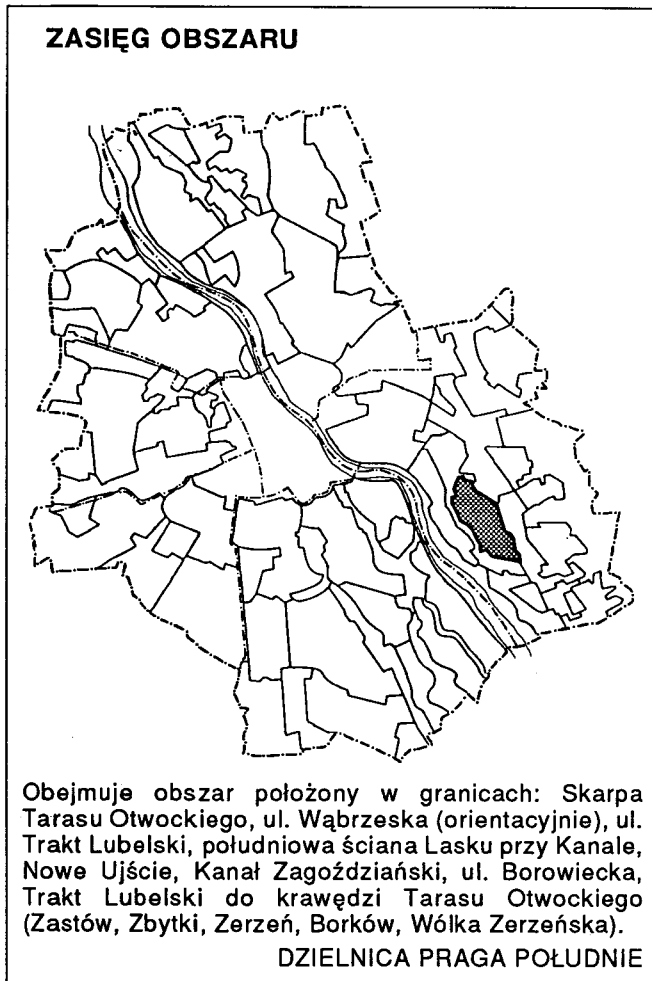 ZASIĘG OBSZARU
Obejmuje obszar położony w granicach: Skarpa
Tarasu Otwockiego, ul. Wąbrzeska (orientacyjnie), ul.
Trakt Lubelski, południowa ściana Lasku przy Kanale,
Nowe Ujście, Kanał Zagoździański, ul. Borowiecka,
Trakt Lubelski do krawędzi Tarasu Otwockiego
(Zastów, Zbytki, Zerzeń, Borków, Wólka Zerzeńska).
DZIELNICA PRAGA POŁUDNIE